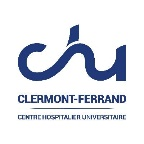 chu
CLERMONT-FERRAND
CENTRE HOSPITALIER UNIVERSITAIRE